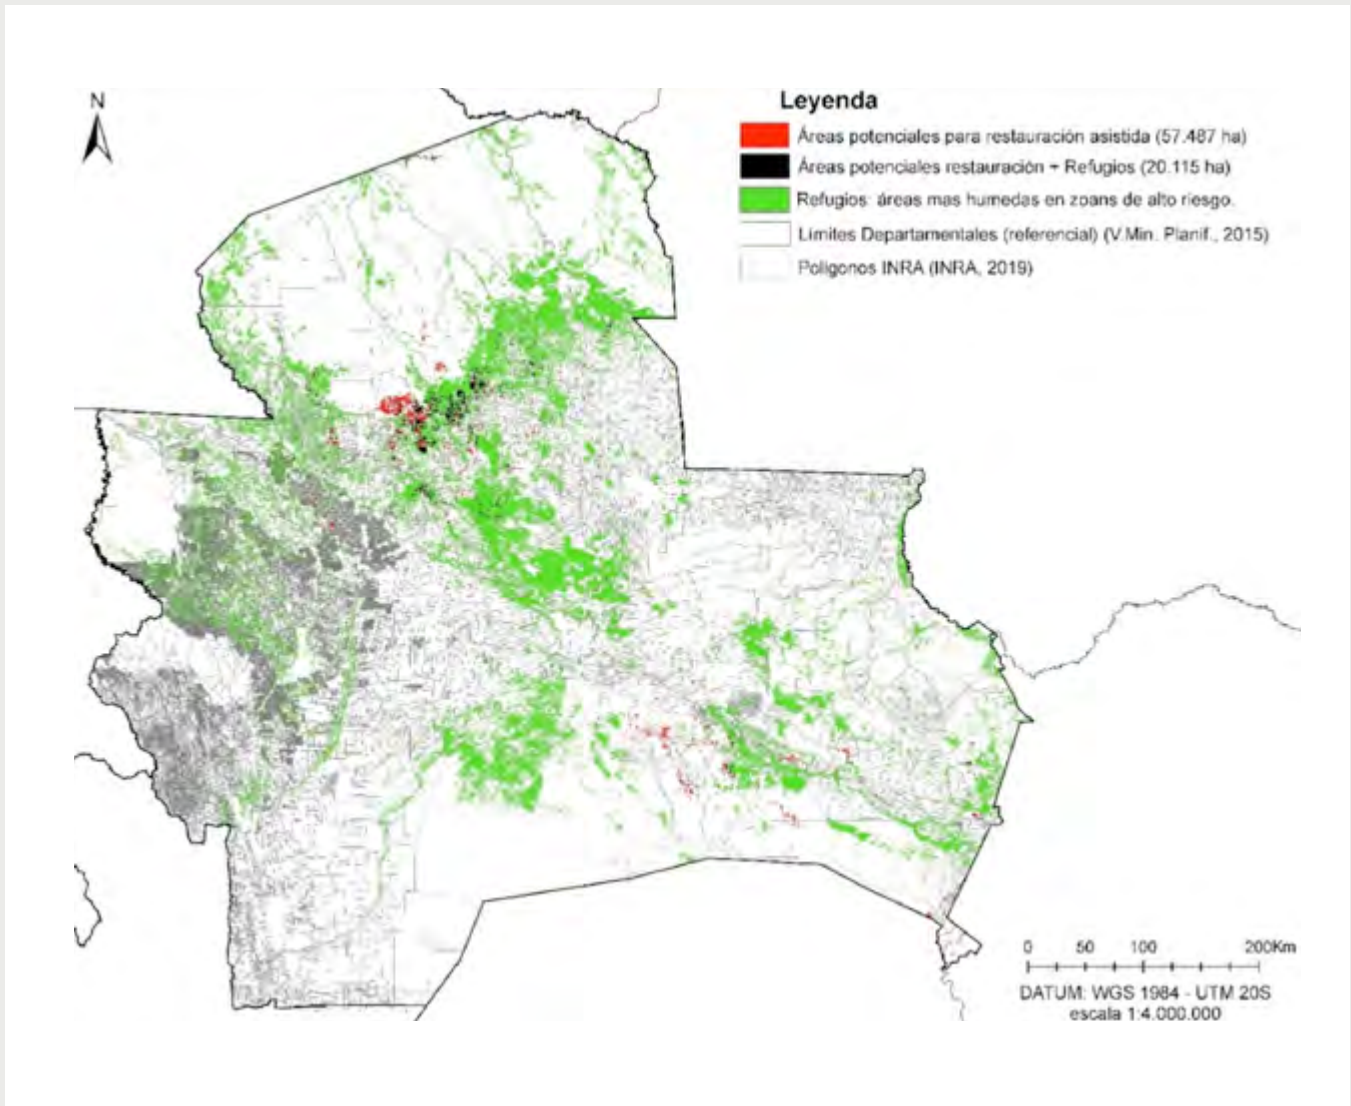 N
Leyenda
Áreas potenciales para restauración asistida (57.487 ha)
Áreas potenciales restauración + Refugios (20.115 ha)
Refugios: áreas mas humedas en zoans de alto riesgo.
Limites Departamentales (referencial) (V.Min. Planif., 2015)
Poligonos INRA (INRA, 2019)
0 50 100 200Km
DATUM: WGS 1984 - UTM 20S
escala 1:4.000.000